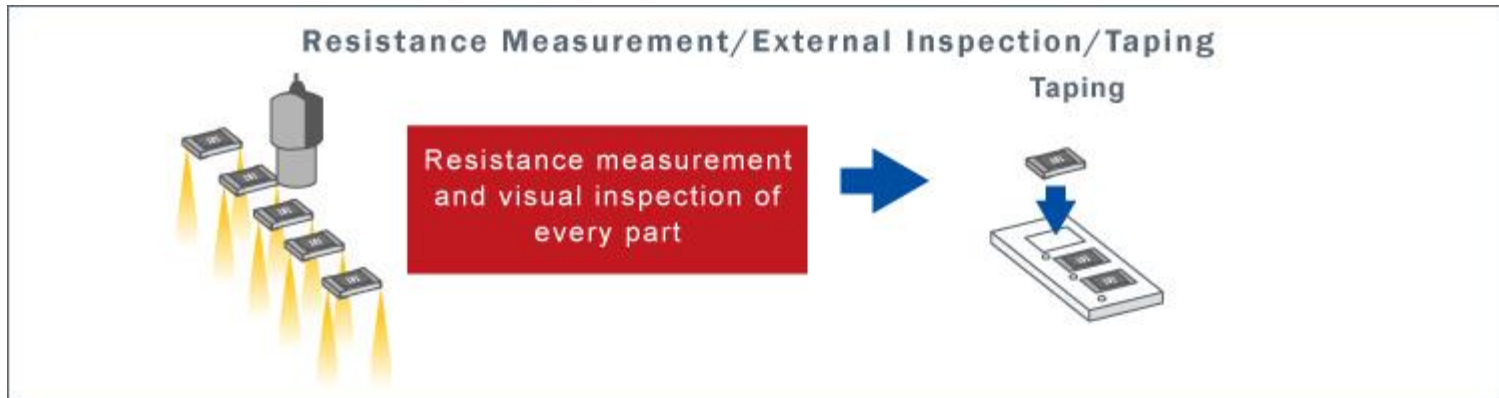 Resistance Measurement/External Inspection/Taping
Taping
Resistance measurement
and visual inspection of
every part